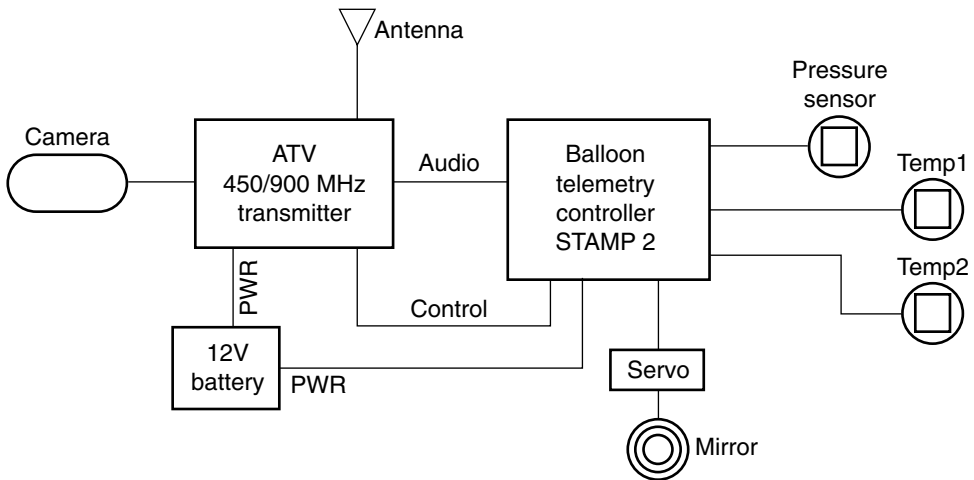 Antenna
Pressure
sensor
Camera
ATV
450/900 MHz
transmitter
Audio
Balloon
telemetry
controller
STAMP 2
Temp1
Temp2
PWR
Control
12V
battery
PWR
Servo
Mirror